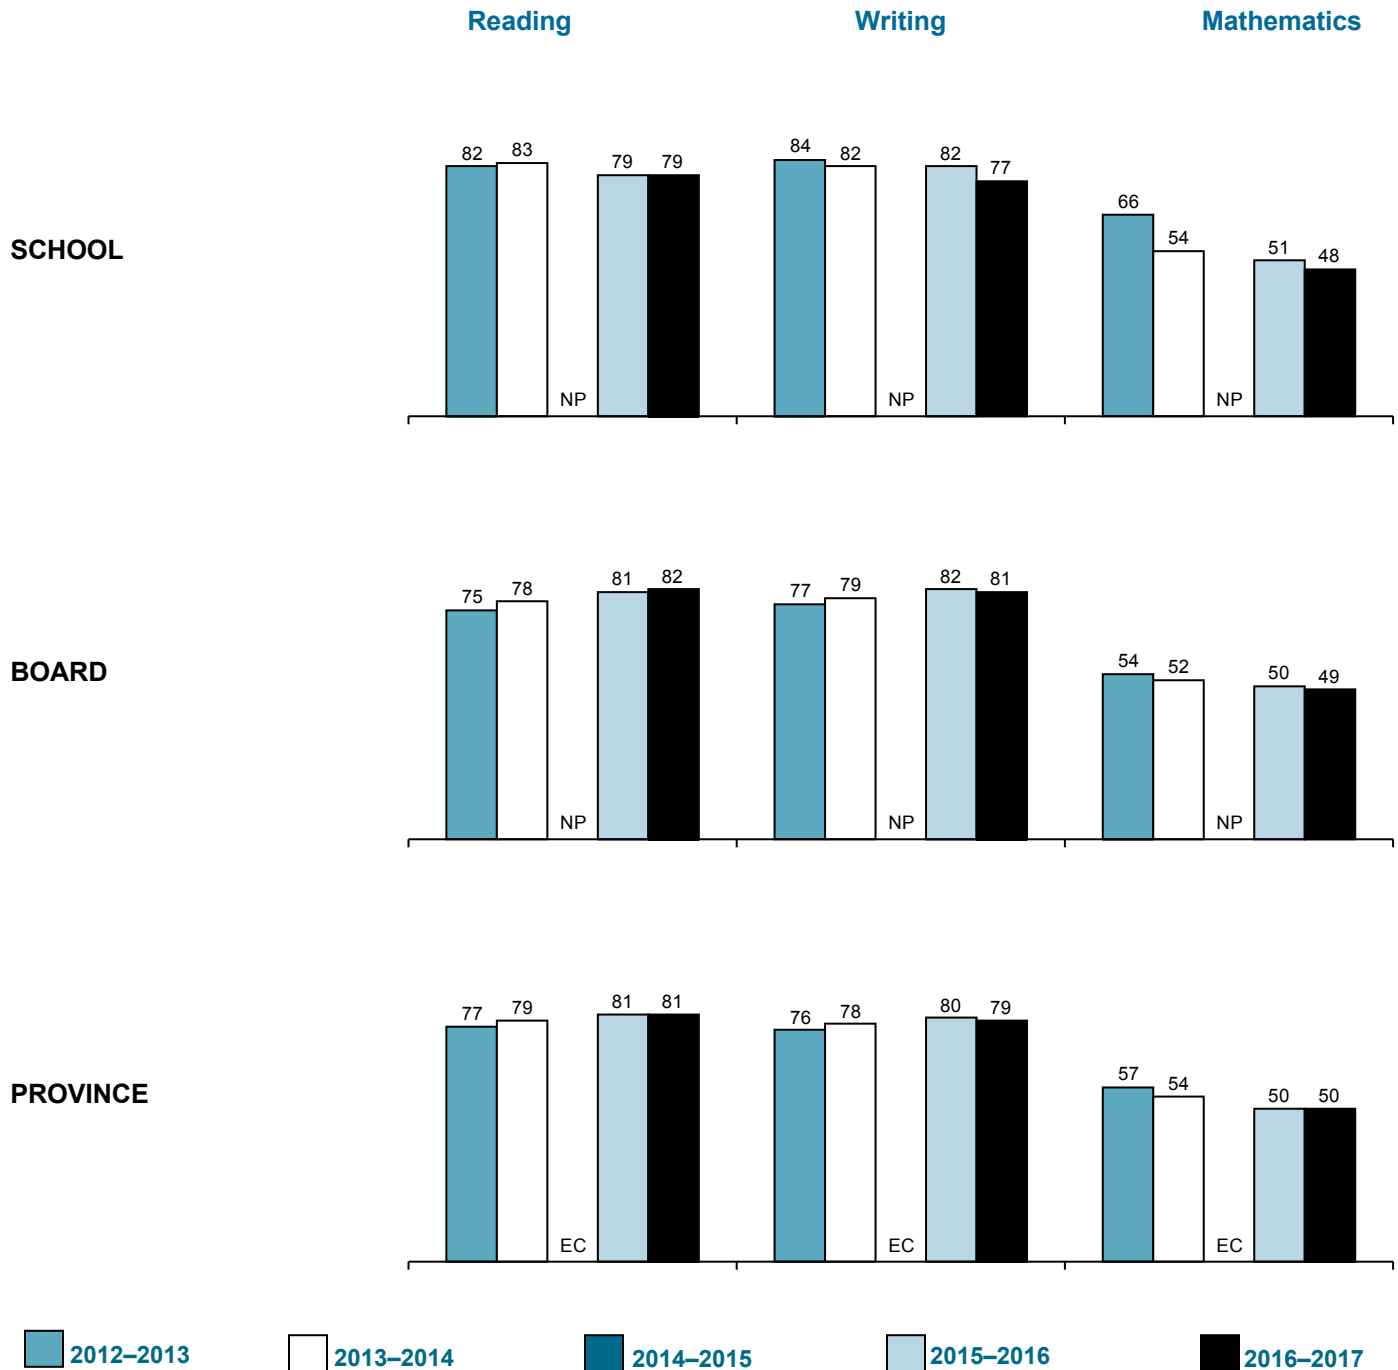 Reading Writing Mathematics
SCHOOL
82 83 NP 79 79
84 82 NP 82 77
66 54 NP 51 48
BOARD
75 78 NP 81 82
77 79 NP 82 81
54 52 NP 50 49
PROVINCE
77 79 EC 81 81
76 78 EC 80 79
57 54 EC 50 50
2012–2013 2013–2014 2014–2015 2015–2016 2016–2017